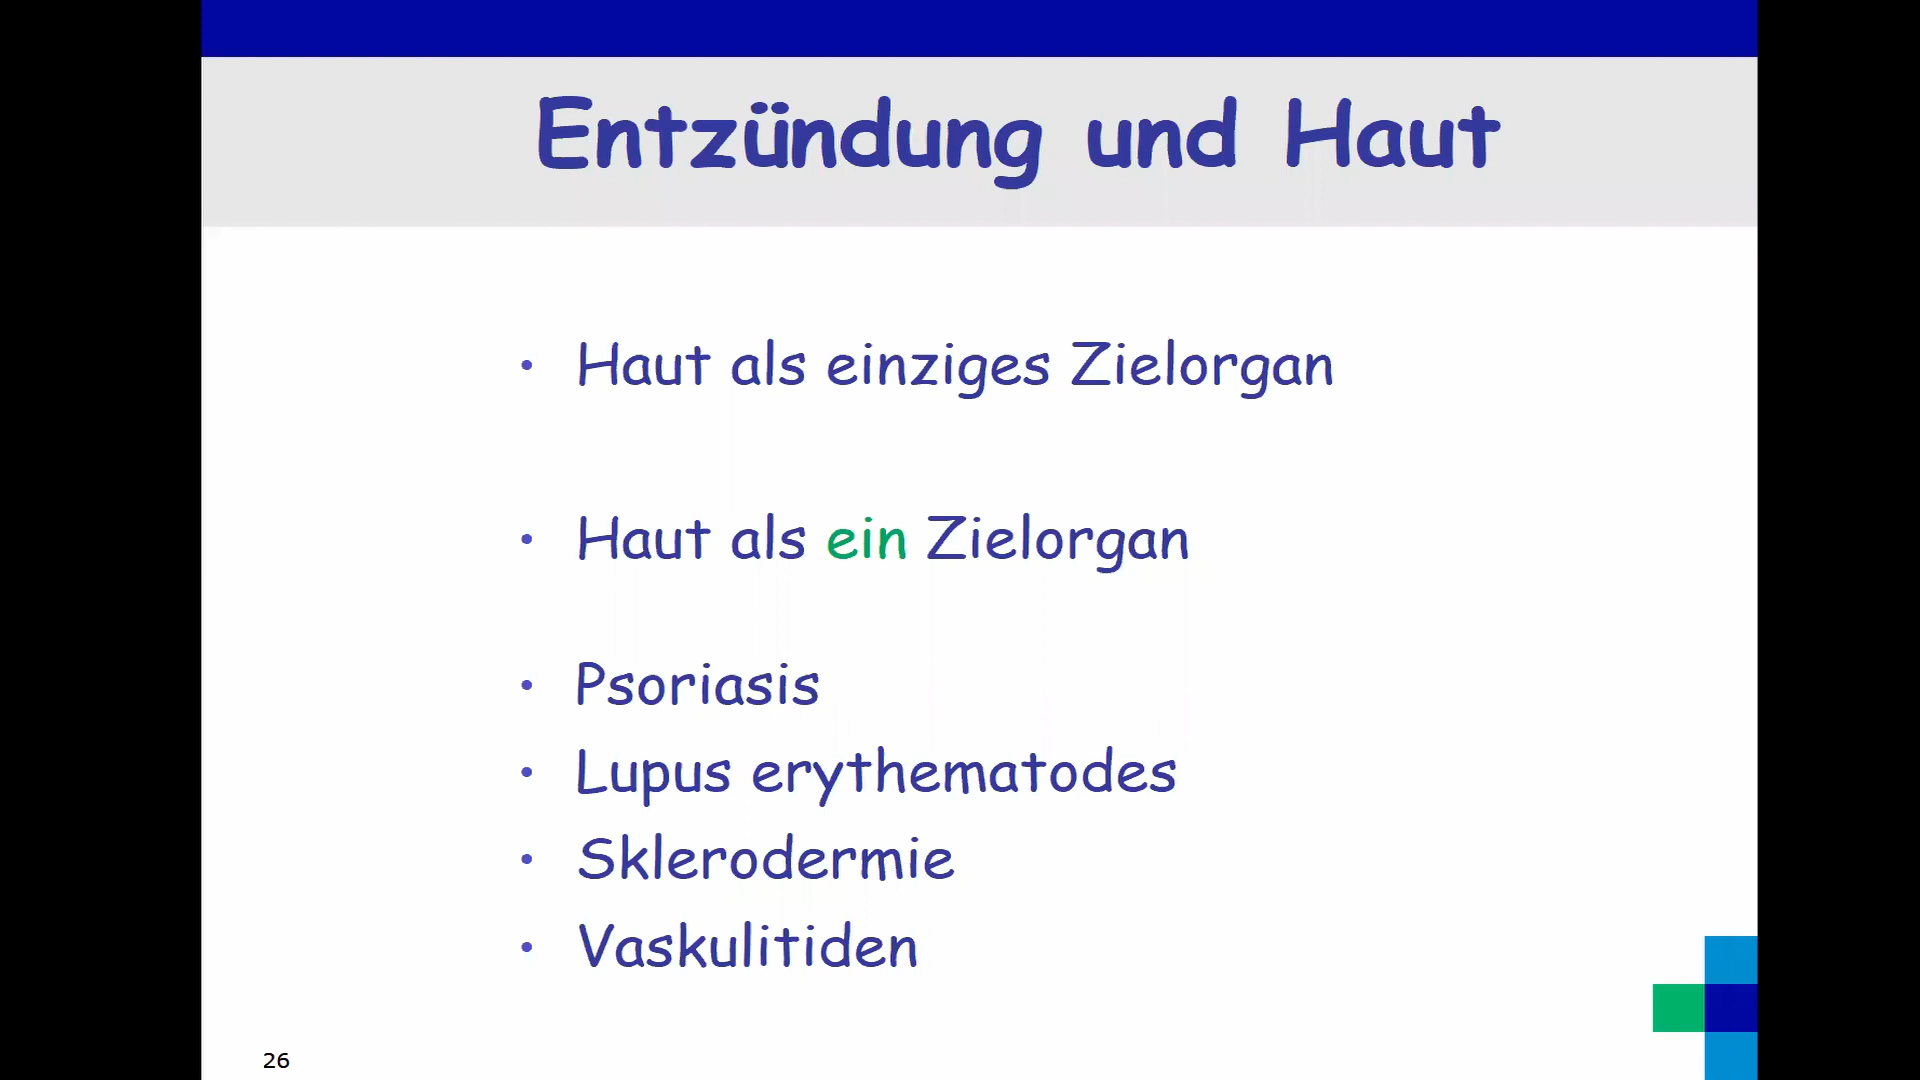 Entzündung und Haut
• Haut als einziges Zielorgan
• Haut als ein Zielorgan
• Psoriasis
• Lupus erythematodes
• Sklerodermie
• Vaskulitiden
26